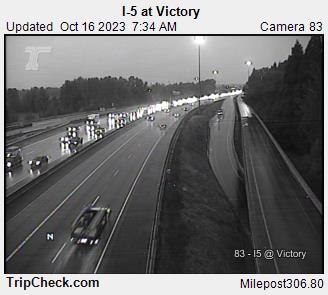 I-5 at Victory
Updated Oct 16 2023 7:34 AM Camera 83
T
N
83 - I5 @ Victory
TripCheck.com Milepost306.80